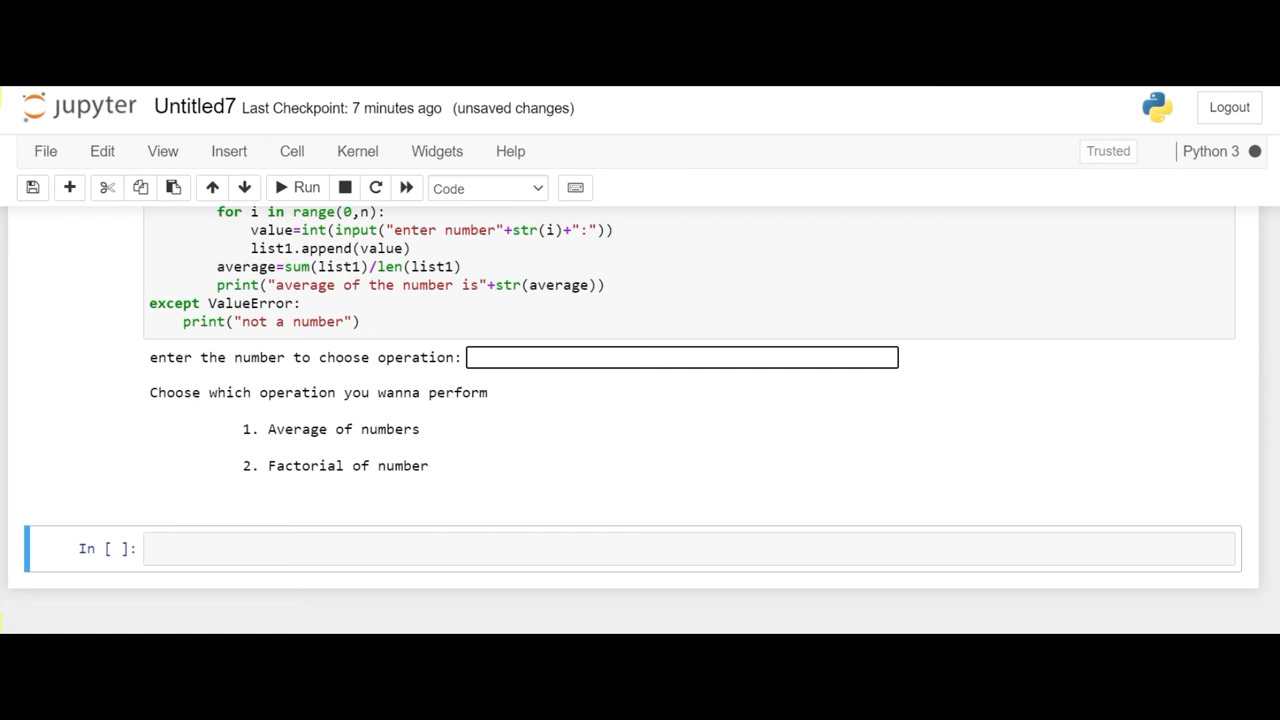 jupyter Untitled7 Last Checkpoint: 7 minutes ago (unsaved changes) Logout
File Edit View Insert Cell Kernel Widgets Help Trusted Python 3
Run Code
for i in range(0,n):
value=int(input("enter number"+str(i)+":"))
list1.append(value)
average=sum(list1)/len(list1)
print("average of the number is"+str(average))
except ValueError:
print("not a number")
enter the number to choose operation:
Choose which operation you wanna perform
1. Average of numbers
2. Factorial of number
In [ ]: